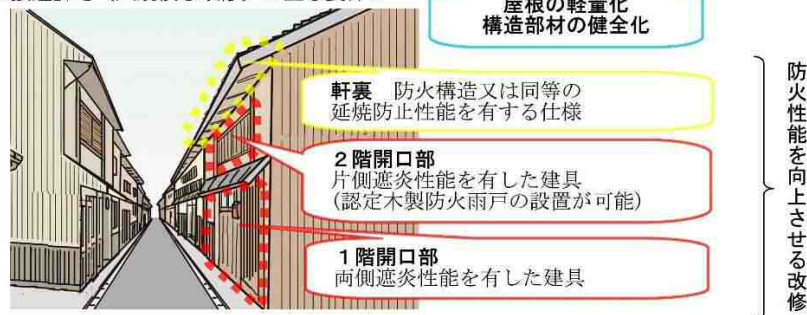 屋根の軽量化
構造部材の健全化
軒裏 防火構造又は同等の
延焼防止性能を有する仕様
2階開口部
片側遮炎性能を有した建具
(認定木製防火雨戸の設置が可能)
1階開口部
両側遮炎性能を有した建具
防火性能を向上させる改修